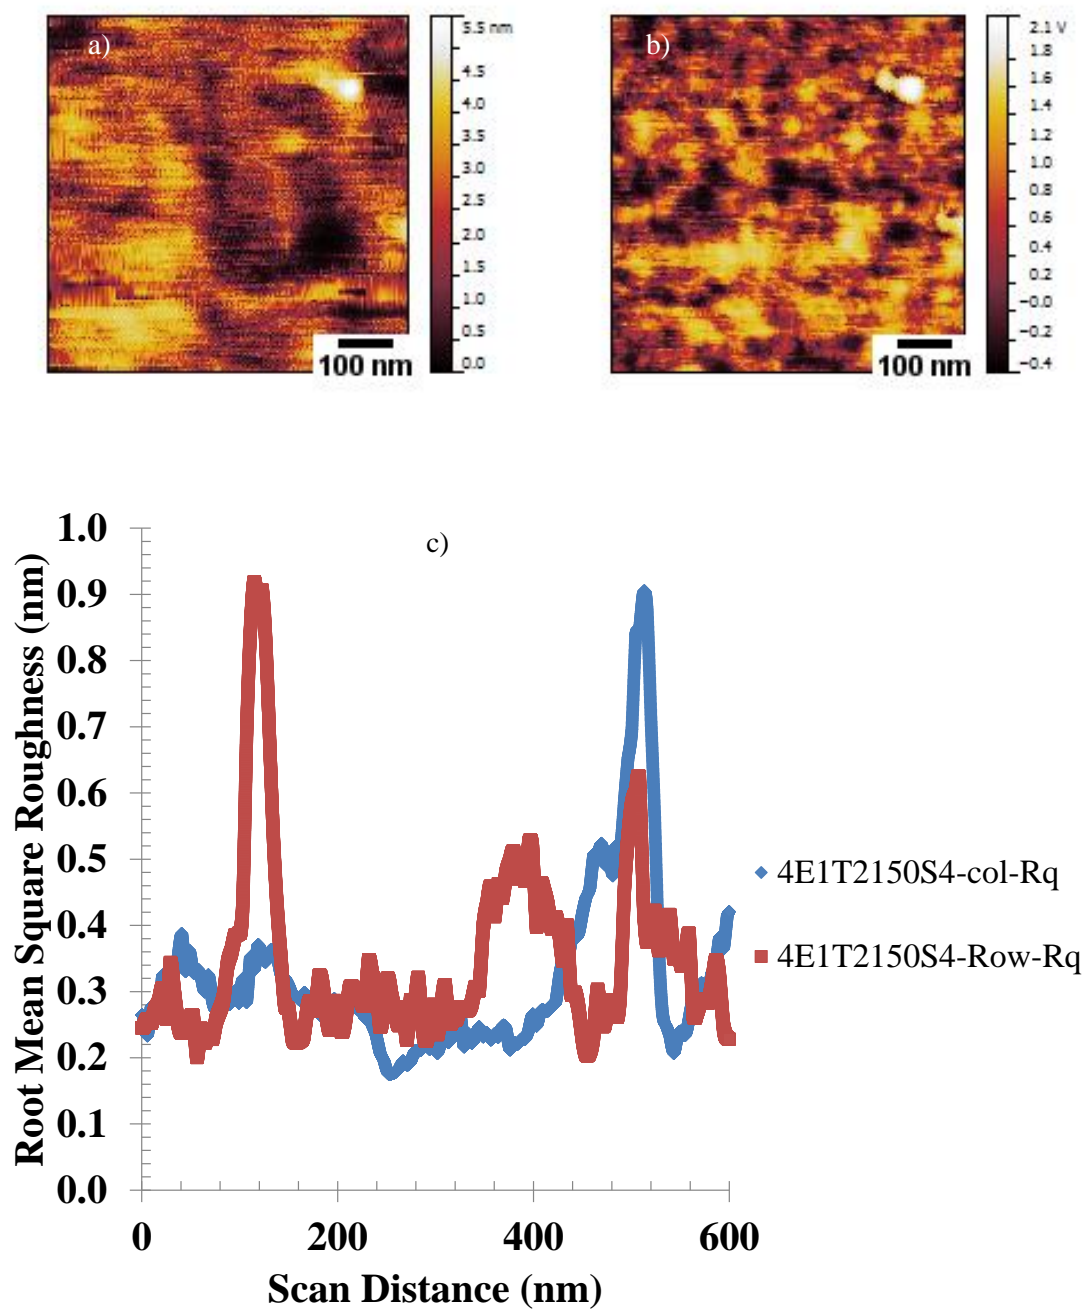 a)
5.5 nm
4.5
4.0
3.5
3.0
2.5
2.0
1.5
1.0
0.5
0.0
100 nm
b)
2.1 V
1.8
1.6
1.4
1.2
1.0
0.8
0.6
0.4
0.2
−0.0
−0.2
−0.4
100 nm
c)
Root Mean Square Roughness (nm)
1.0
0.9
0.8
0.7
0.6
0.5
0.4
0.3
0.2
0.1
0.0
0 200 400 600
Scan Distance (nm)
4E1T2150S4-col-Rq
4E1T2150S4-Row-Rq